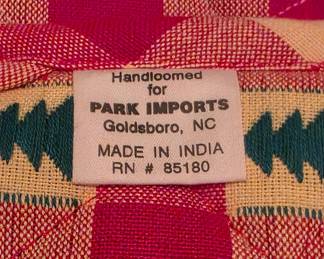 Handloomed
for
PARK IMPORTS
Goldsboro, NC
MADE IN INDIA
RN # 85180